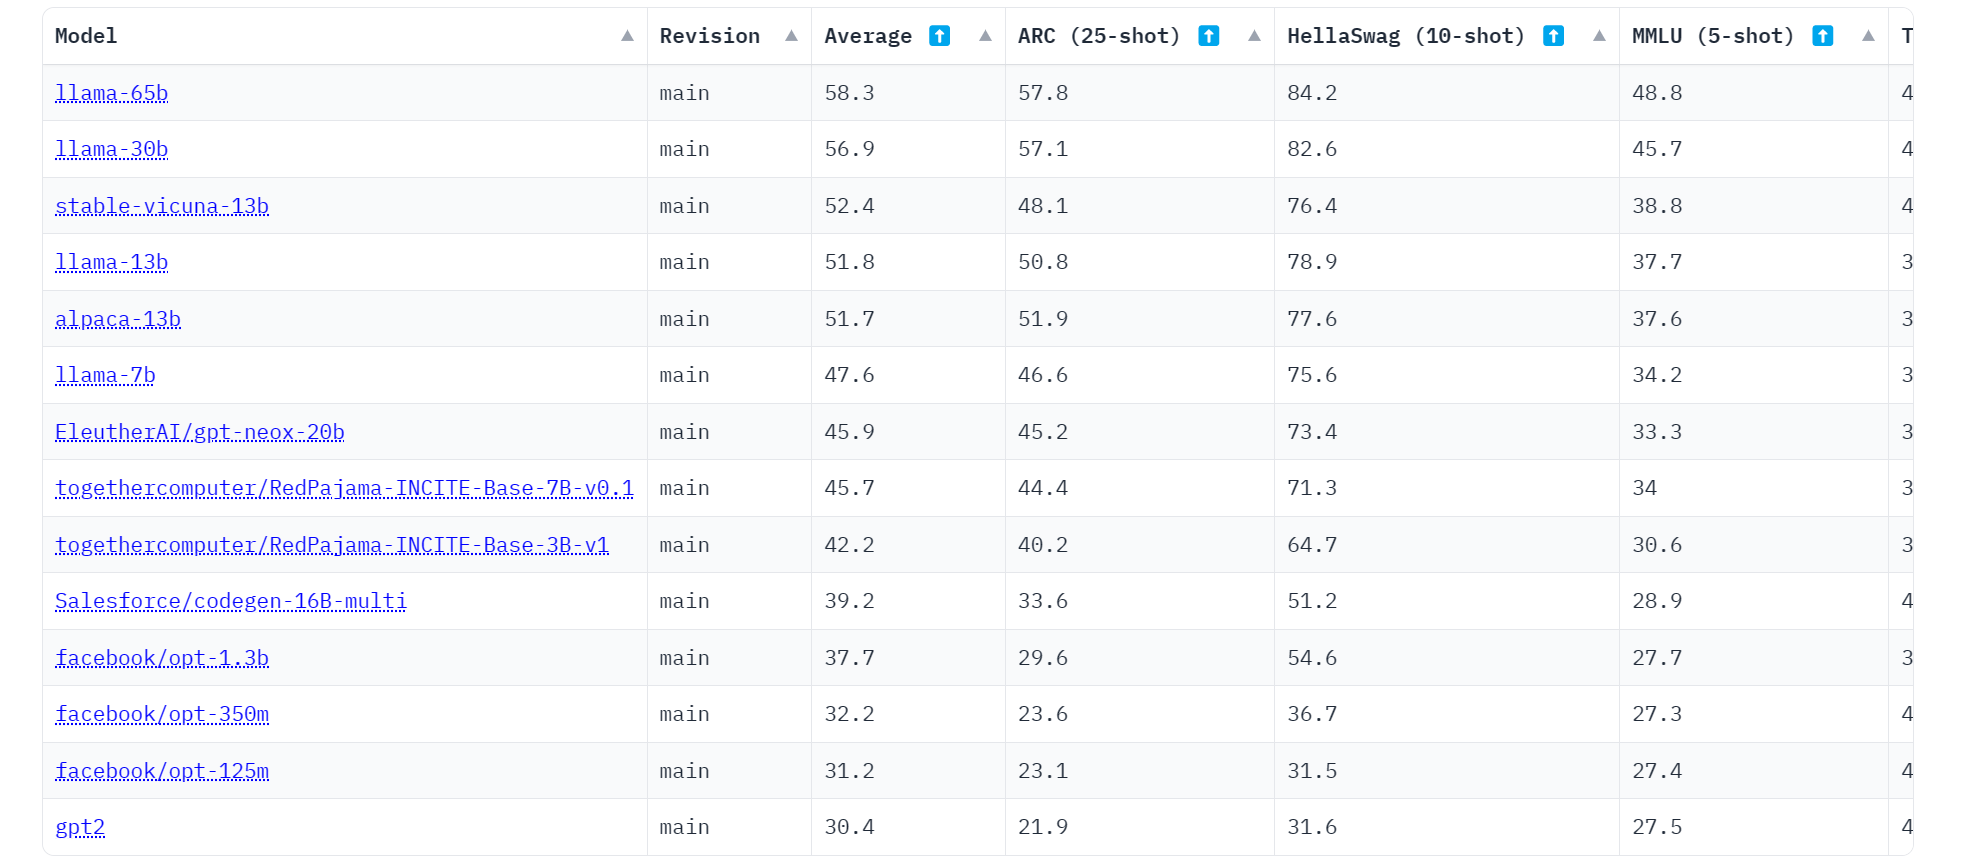 Model Revision Average ARC (25-shot) HellaSwag (10-shot) MMLU (5-shot) T
llama-65b main 58.3 57.8 84.2 48.8 4
llama-30b main 56.9 57.1 82.6 45.7 4
stable-vicuna-13b main 52.4 48.1 76.4 38.8 4
llama-13b main 51.8 50.8 78.9 37.7 3
alpaca-13b main 51.7 51.9 77.6 37.6 3
llama-7b main 47.6 46.6 75.6 34.2 3
EleutherAI/gpt-neox-20b main 45.9 45.2 73.4 33.3 3
togethercomputer/RedPajama-INCITE-Base-7B-v0.1 main 45.7 44.4 71.3 34 3
togethercomputer/RedPajama-INCITE-Base-3B-v1 main 42.2 40.2 64.7 30.6 3
Salesforce/codegen-16B-multi main 39.2 33.6 51.2 28.9 4
facebook/opt-1.3b main 37.7 29.6 54.6 27.7 3
facebook/opt-350m main 32.2 23.6 36.7 27.3 4
facebook/opt-125m main 31.2 23.1 31.5 27.4 4
gpt2 main 30.4 21.9 31.6 27.5 4